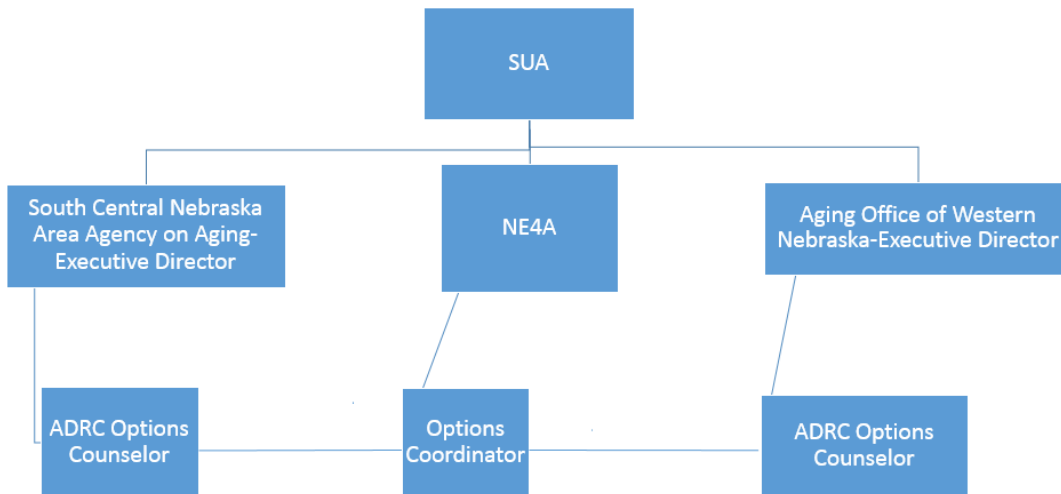 SUA
South Central Nebraska
Area Agency on Aging-
Executive Director
NE4A
Aging Office of Western
Nebraska-Executive Director
ADRC Options
Counselor
Options
Coordinator
ADRC Options
Counselor